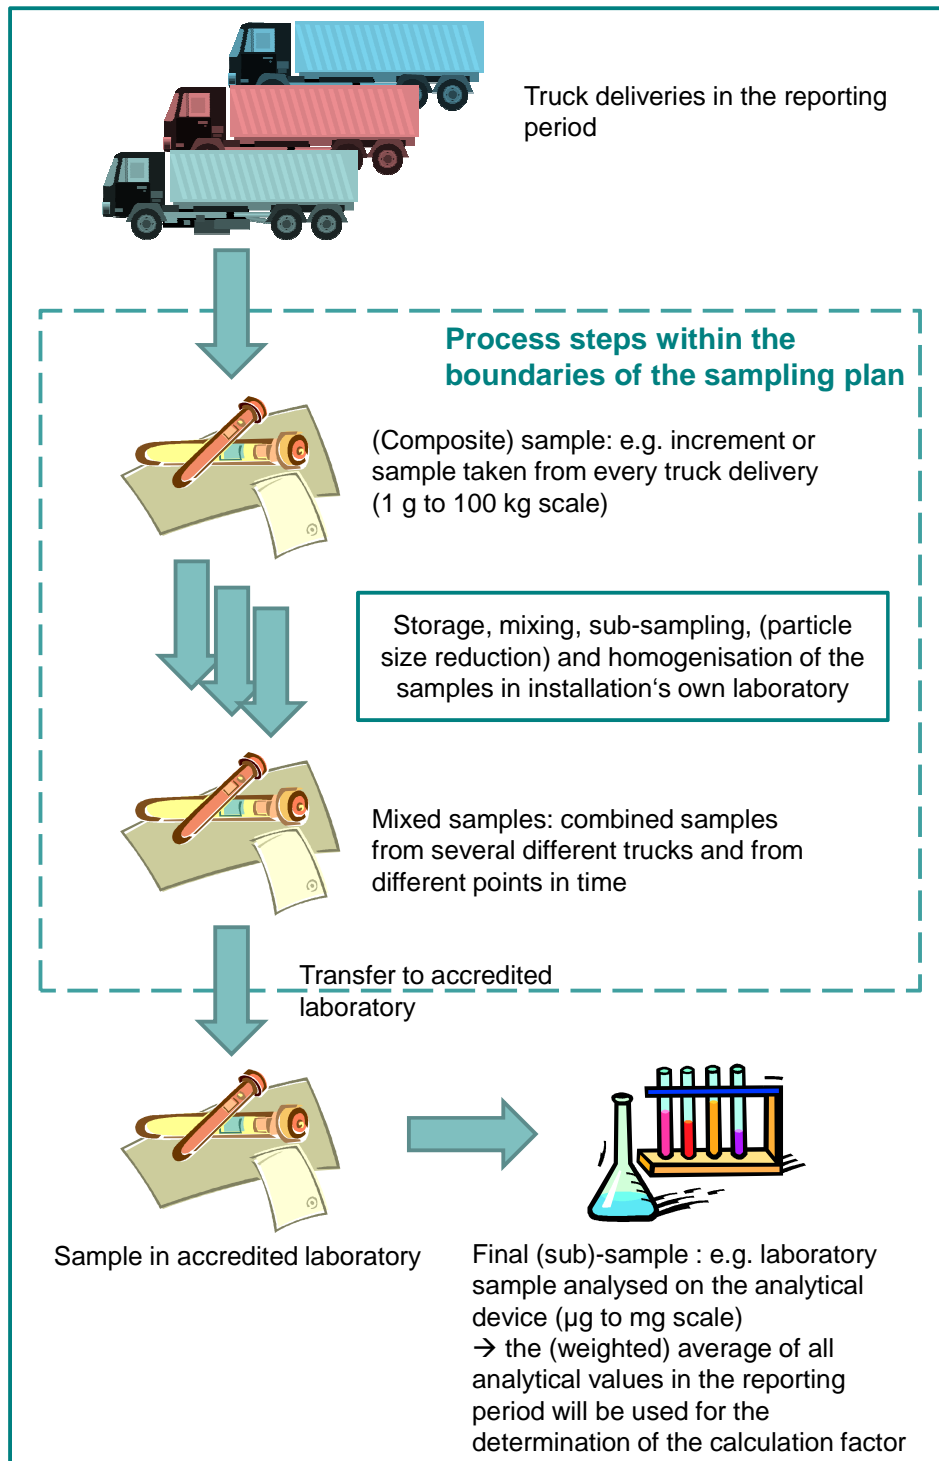 Truck deliveries in the reporting
period
Process steps within the
boundaries of the sampling plan
(Composite) sample: e.g. increment or
sample taken from every truck delivery
(1 g to 100 kg scale)
Storage, mixing, sub-sampling, (particle
size reduction) and homogenisation of the
samples in installation‘s own laboratory
Mixed samples: combined samples
from several different trucks and from
different points in time
Transfer to accredited
laboratory
Sample in accredited laboratory
Final (sub)-sample : e.g. laboratory
sample analysed on the analytical
device (µg to mg scale)
→ the (weighted) average of all
analytical values in the reporting
period will be used for the
determination of the calculation factor